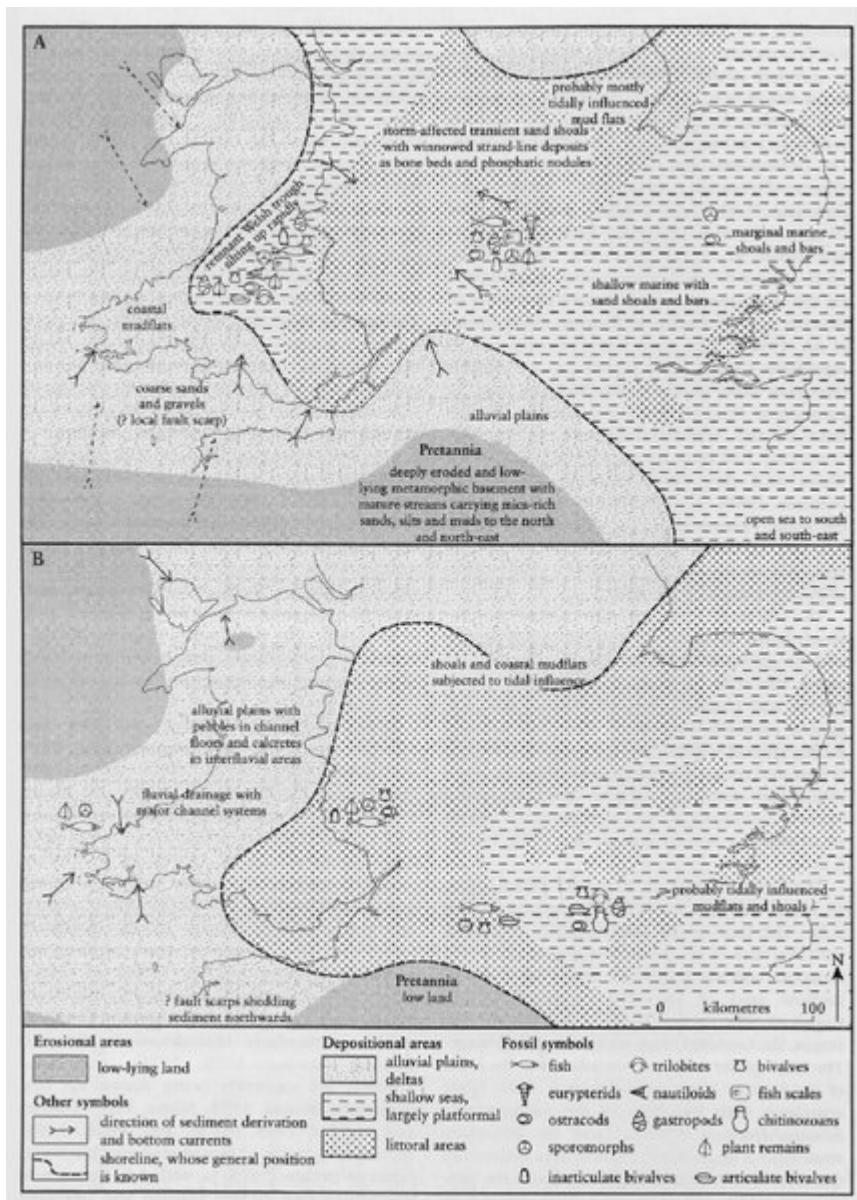 A
probably mostly
tidally influenced
mud flats
storm-affected transient sand shoals
with winnowed strand-line deposits
as bone beds and phosphatic nodules
remnant Welsh trough
silting up rapidly
marginal marine
shoals and bars
shallow marine with
sand shoals and bars
coastal
mudflats
coarse sands
and gravels
(? local fault scarp)
alluvial plains
Pretannia
deeply eroded and low-
lying metamorphic basement with
mature streams carrying mica-rich
sands, silts and muds to the north
and north-east
open sea to south
and south-east
B
shoals and coastal mudflats
subjected to tidal influence
alluvial plains with
pebbles in channel
floors and calcretes
in interfluvial areas
fluvial drainage with
major channel systems
probably tidally influenced
mudflats and shoals
Pretannia
low land
? fault scarps shedding
sediment northwards
N
0 kilometres 100
Erosional areas
low-lying land
Other symbols
direction of sediment derivation
and bottom currents
shoreline, whose general position
is known
Depositional areas
alluvial plains,
deltas
shallow seas,
largely platformal
littoral areas
Fossil symbols
fish
trilobites
bivalves
eurypterids
nautiloids
fish scales
ostracods
gastropods
chitinozoans
sporomorphs
plant remains
inarticulate bivalves
articulate bivalves